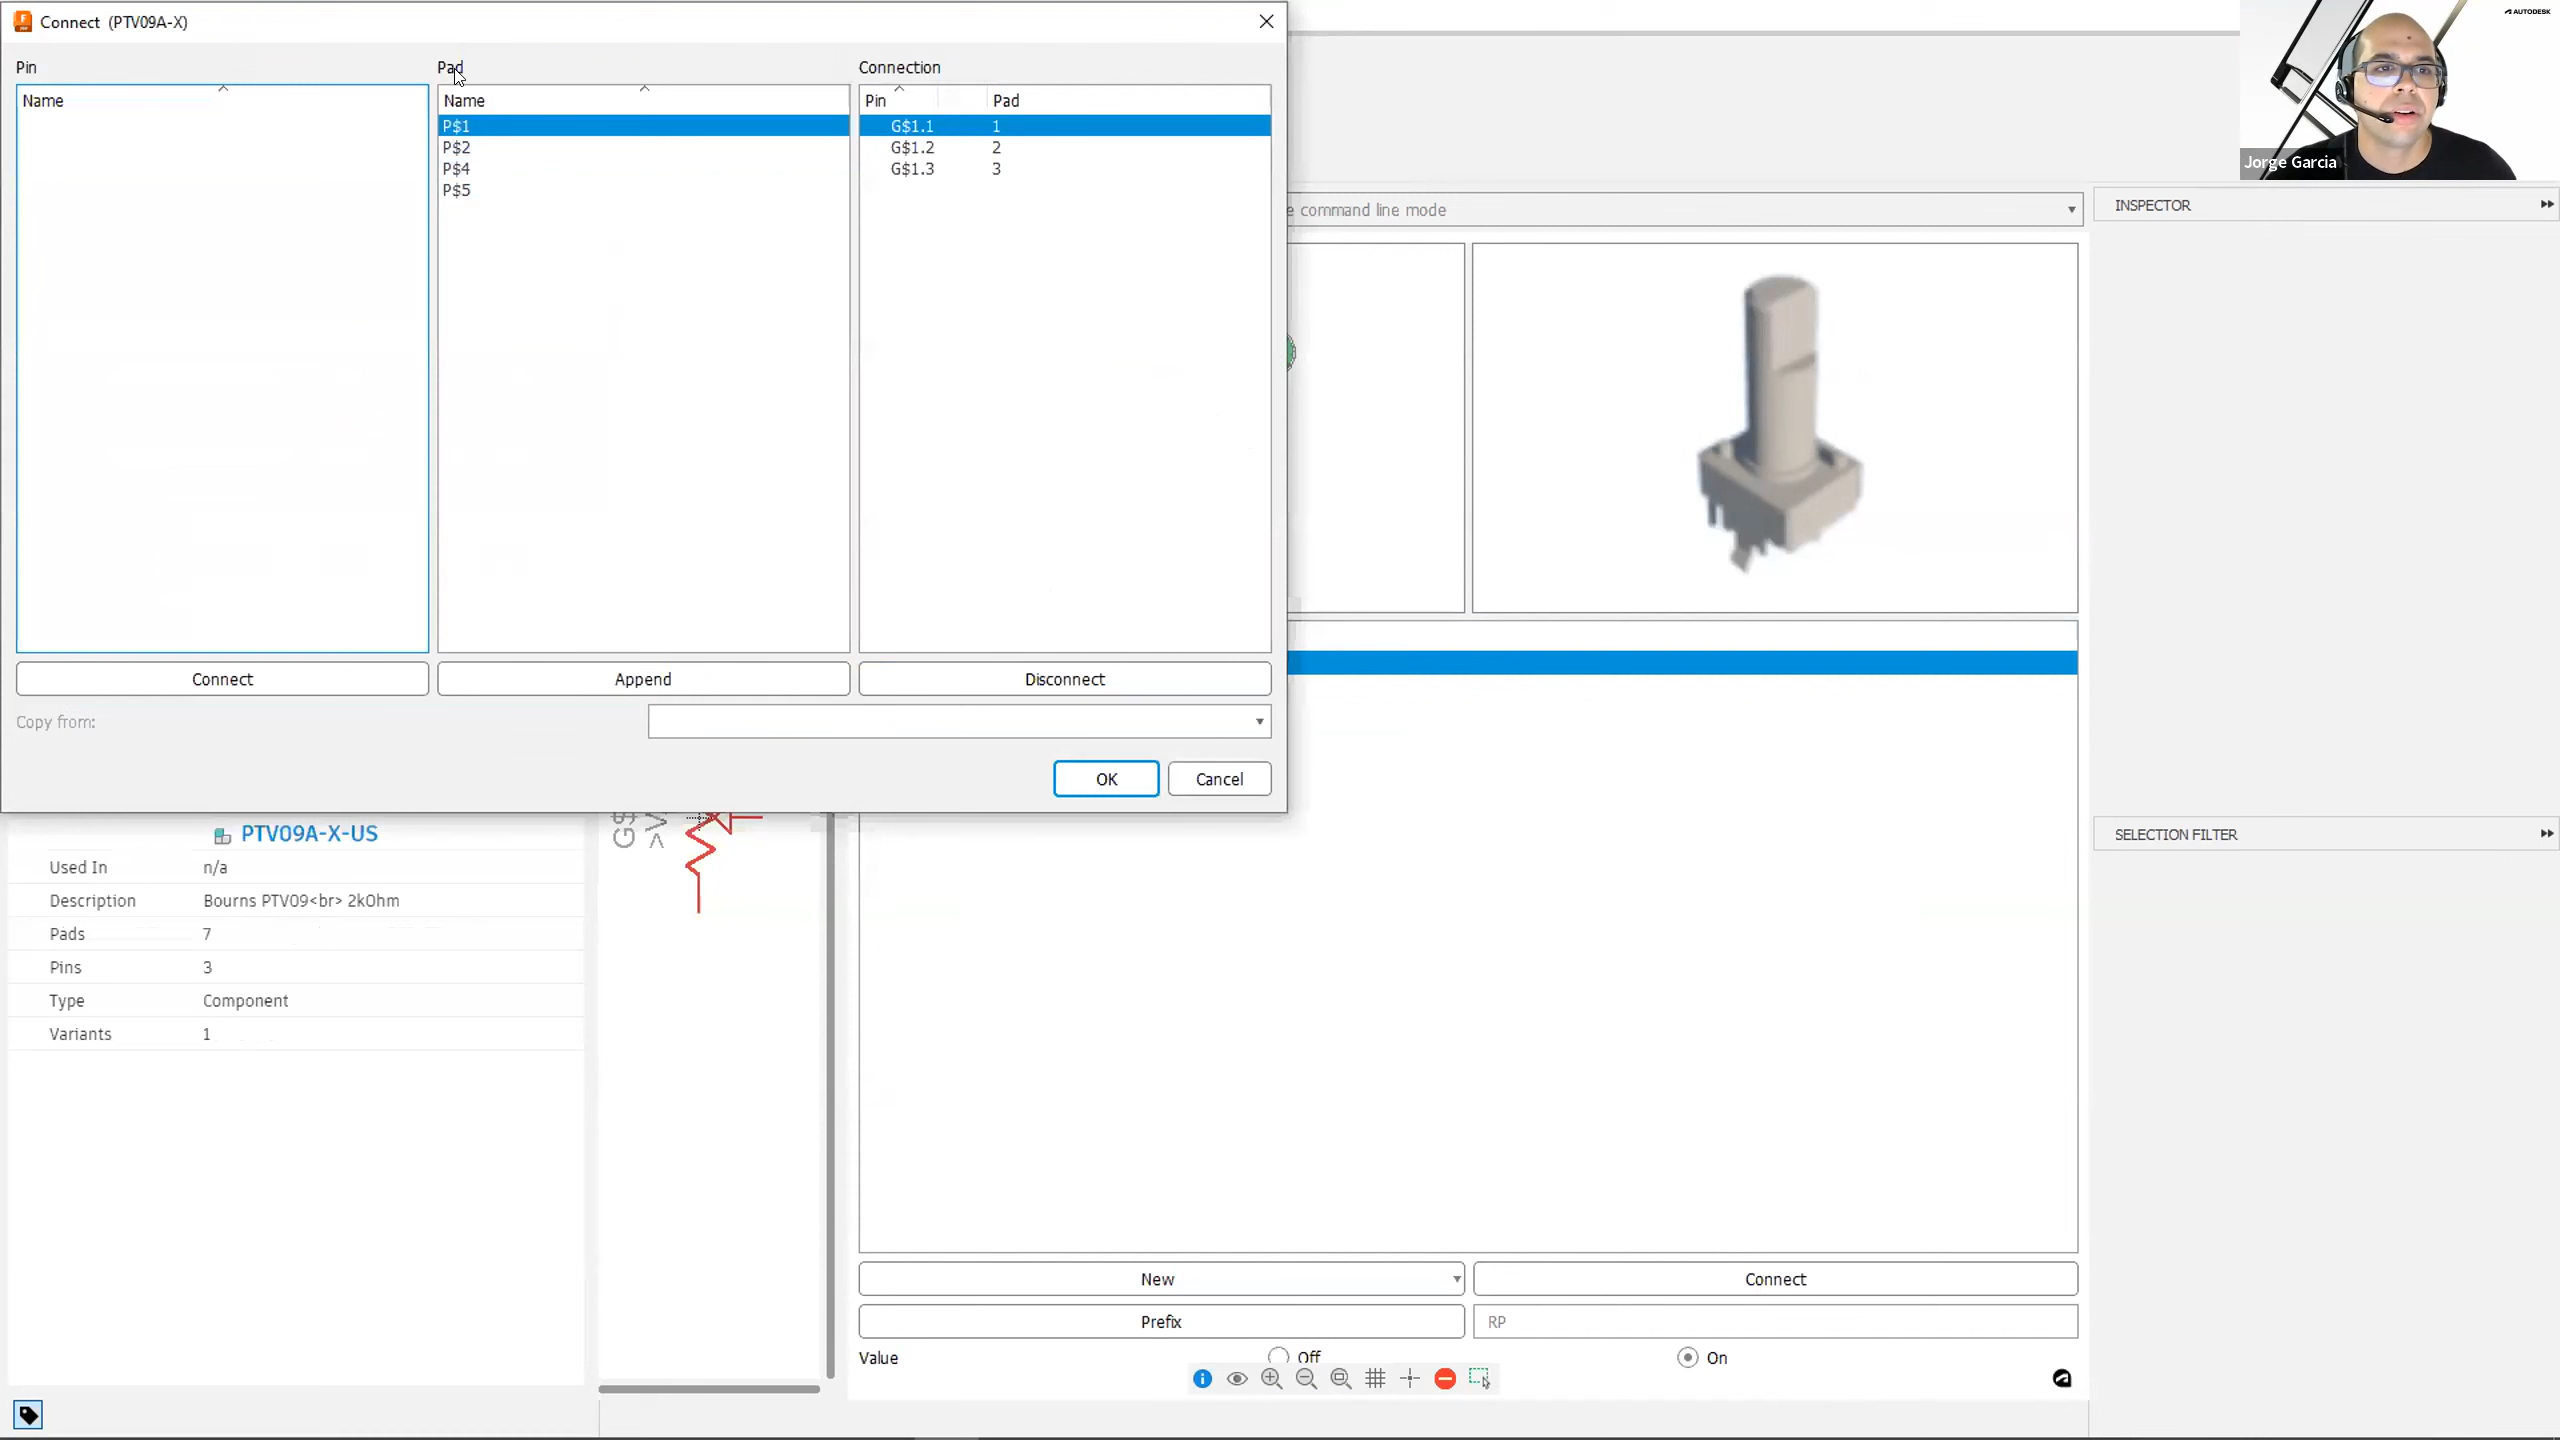 Connect (PTV09A-X)
Pin
Pad
Connection
Name
Name
Pin
Pad
P$1
P$2
P$4
P$5
G$1.1
1
G$1.2
2
G$1.3
3
Connect
Append
Disconnect
Copy from:
OK
Cancel
command line mode
INSPECTOR
SELECTION FILTER
AUTODESK
Jorge Garcia
PTV09A-X-US
Used In
n/a
Description
Bourns PTV09<br> 2kOhm
Pads
7
Pins
3
Type
Component
Variants
1
G$
>V
New
Connect
Prefix
RP
Value
Off
On